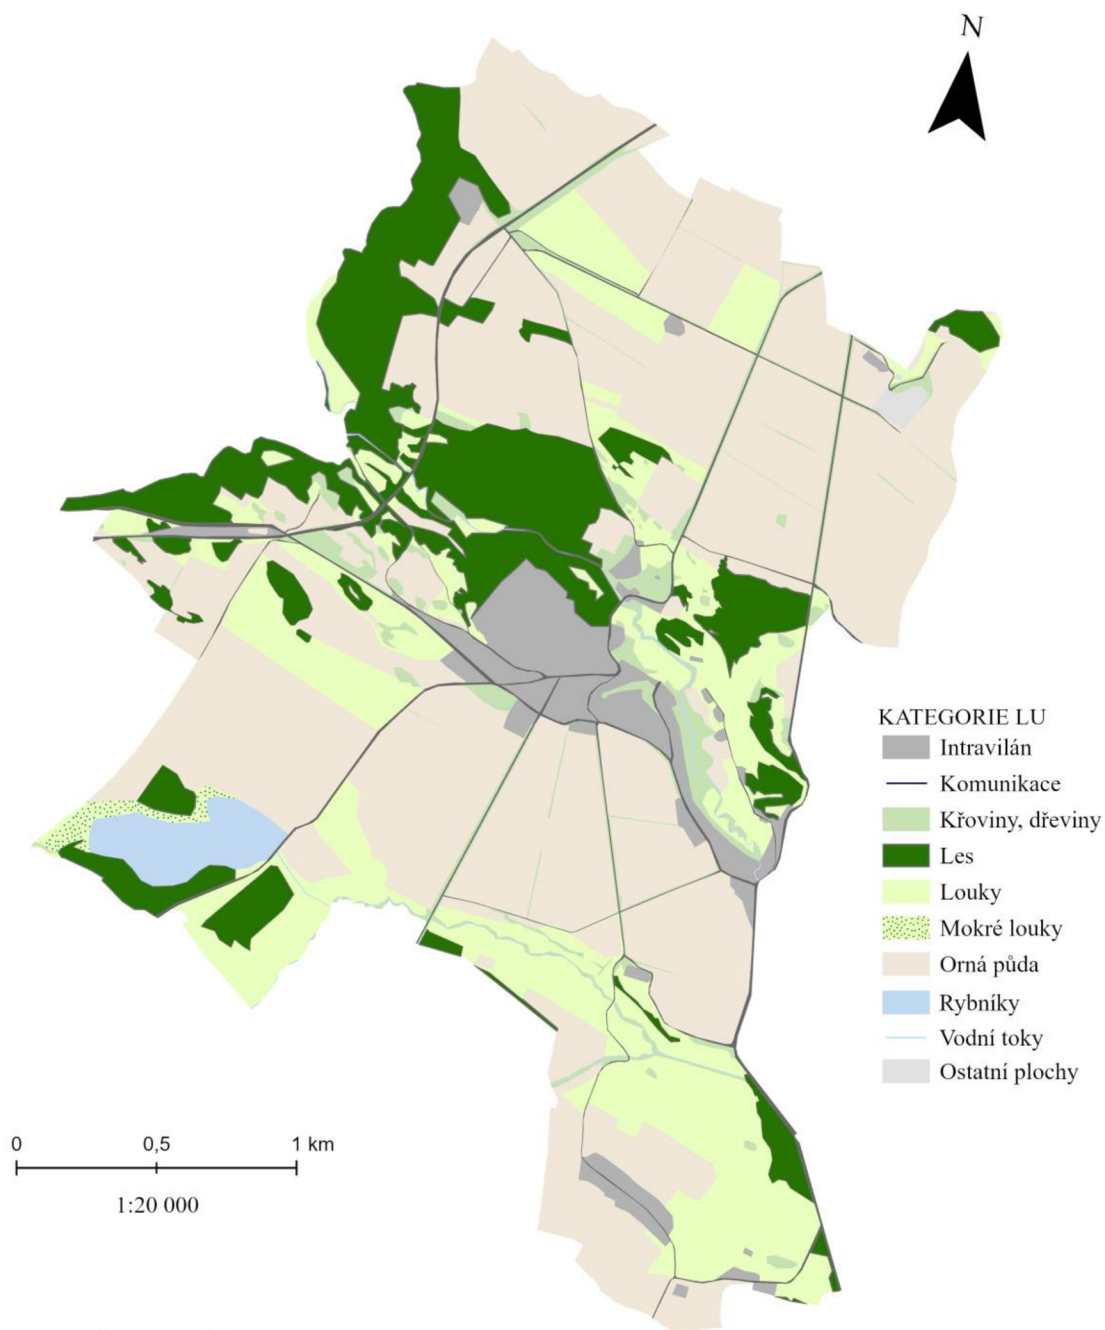 N
KATEGORIE LU
Intravilán
Komunikace
Křoviny, dřeviny
Les
Louky
Mokré louky
Orná půda
Rybníky
Vodní toky
Ostatní plochy
0 0,5 1 km
1:20 000